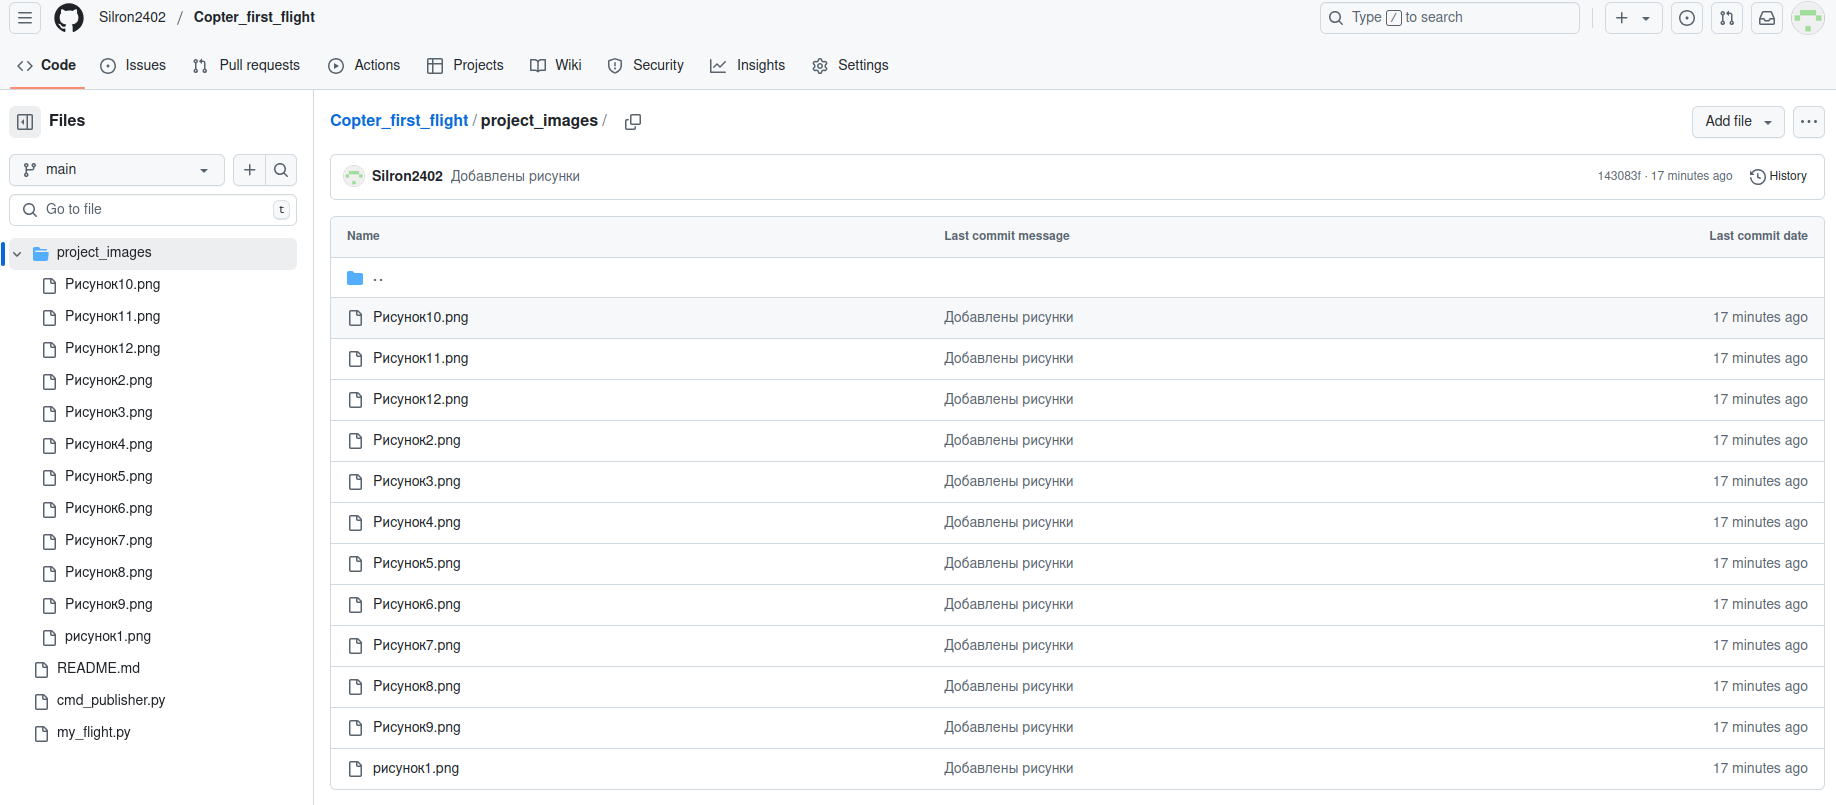 Silron2402 / Copter_first_flight
Type / to search
Code Issues Pull requests Actions Projects Wiki Security Insights Settings
Files
main
Go to file t
project_images
Рисунок10.png
Рисунок11.png
Рисунок12.png
Рисунок2.png
Рисунок3.png
Рисунок4.png
Рисунок5.png
Рисунок6.png
Рисунок7.png
Рисунок8.png
Рисунок9.png
рисунок1.png
README.md
cmd_publisher.py
my_flight.py
Copter_first_flight / project_images /
Add file
Silron2402 Добавлены рисунки 143083f · 17 minutes ago History
Name Last commit message Last commit date
..
Рисунок10.png Добавлены рисунки 17 minutes ago
Рисунок11.png Добавлены рисунки 17 minutes ago
Рисунок12.png Добавлены рисунки 17 minutes ago
Рисунок2.png Добавлены рисунки 17 minutes ago
Рисунок3.png Добавлены рисунки 17 minutes ago
Рисунок4.png Добавлены рисунки 17 minutes ago
Рисунок5.png Добавлены рисунки 17 minutes ago
Рисунок6.png Добавлены рисунки 17 minutes ago
Рисунок7.png Добавлены рисунки 17 minutes ago
Рисунок8.png Добавлены рисунки 17 minutes ago
Рисунок9.png Добавлены рисунки 17 minutes ago
рисунок1.png Добавлены рисунки 17 minutes ago